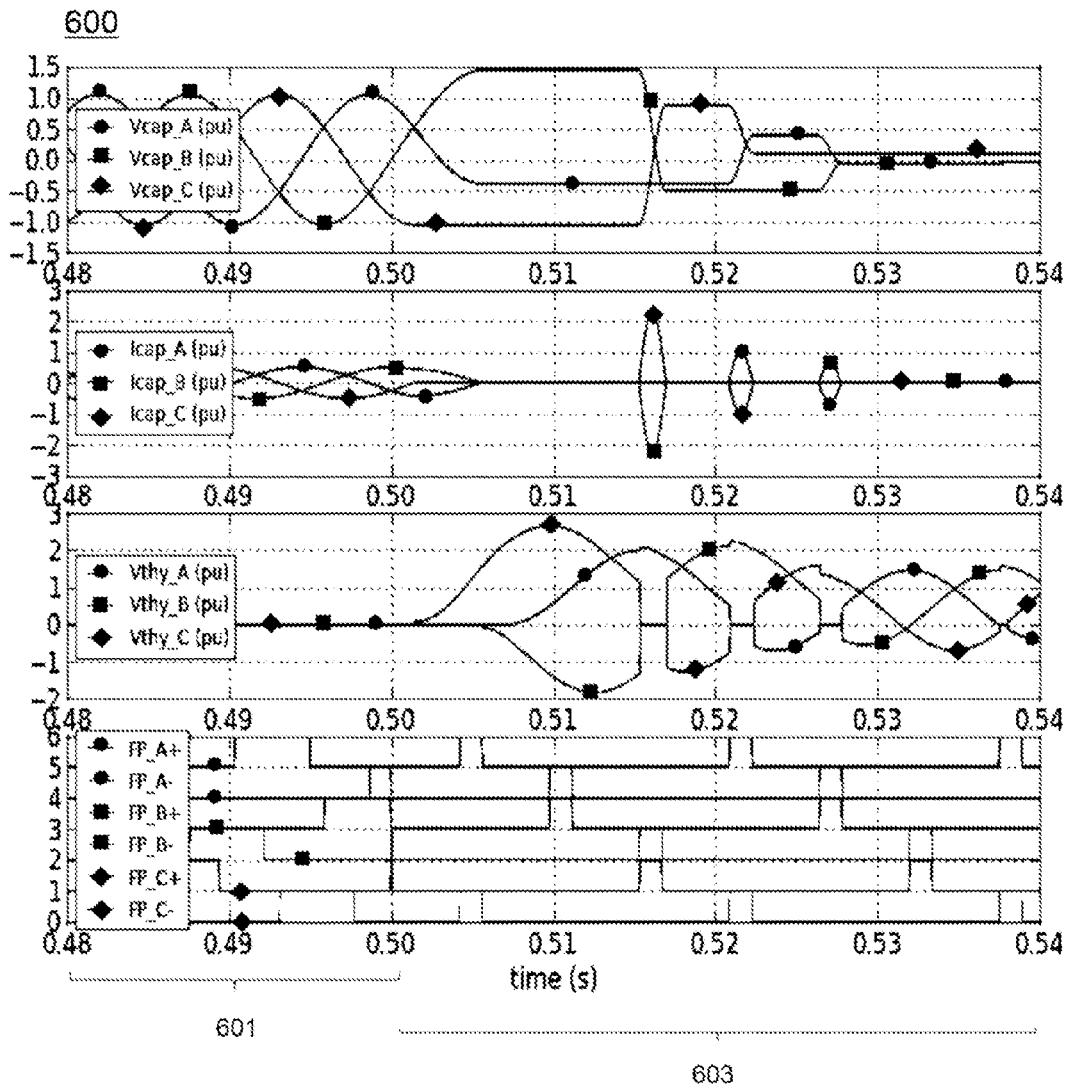 600
1.5
1.0
0.5
0.0
−0.5
−1.0
−1.5
Vcap_A (pu)
Vcap_B (pu)
Vcap_C (pu)
0.48 0.49 0.50 0.51 0.52 0.53 0.54
3
2
1
0
−1
−2
−3
Icap_A (pu)
Icap_B (pu)
Icap_C (pu)
0.48 0.49 0.50 0.51 0.52 0.53 0.54
3
2
1
0
−1
−2
Vthy_A (pu)
Vthy_B (pu)
Vthy_C (pu)
0.48 0.49 0.50 0.51 0.52 0.53 0.54
6
5
4
3
2
1
0
FP_A+
FP_A-
FP_B+
FP_B-
FP_C+
FP_C-
0.48 0.49 0.50 0.51 0.52 0.53 0.54
time (s)
601
603